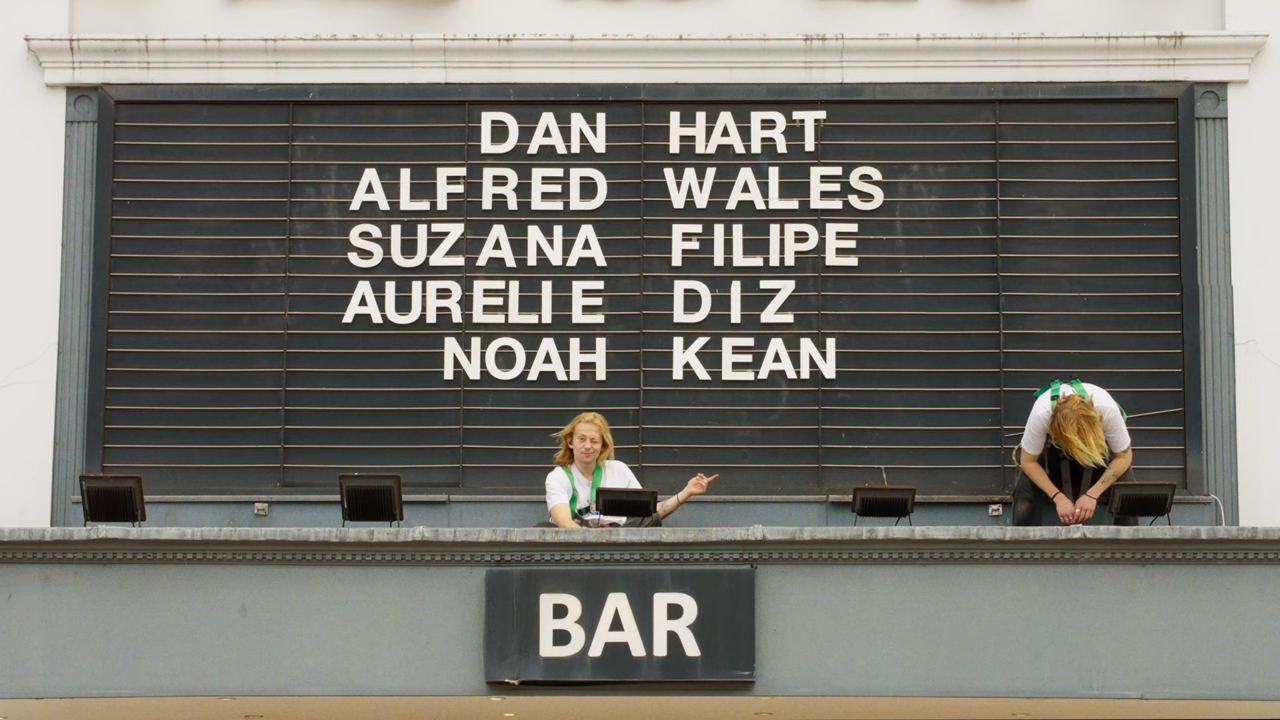 DAN HART
ALFRED WALES
SUZANA FILIPE
AURELIE DIZ
NOAH KEAN
BAR